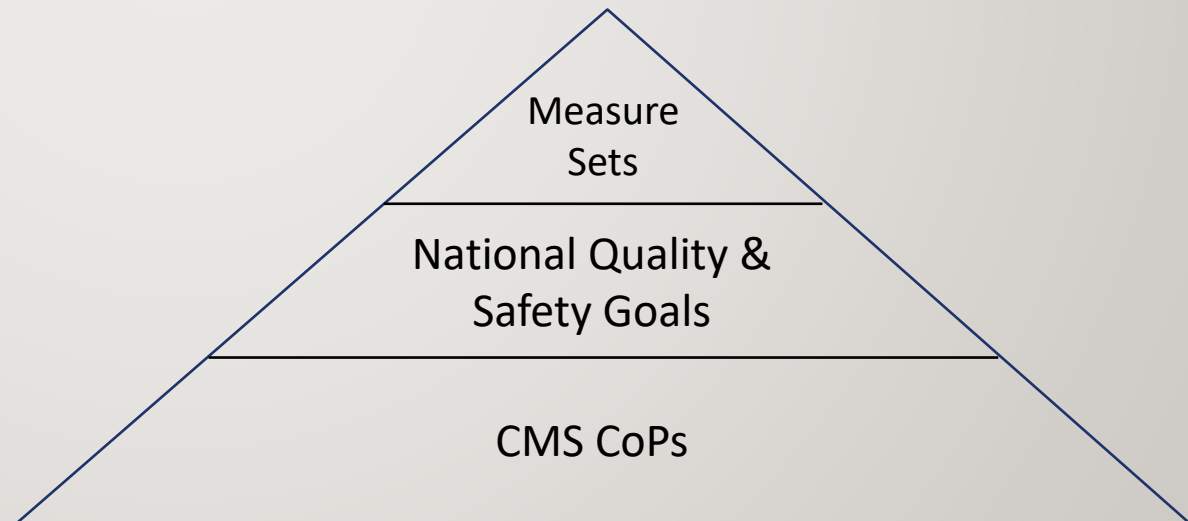 Measure
Sets
National Quality &
Safety Goals
CMS CoPs